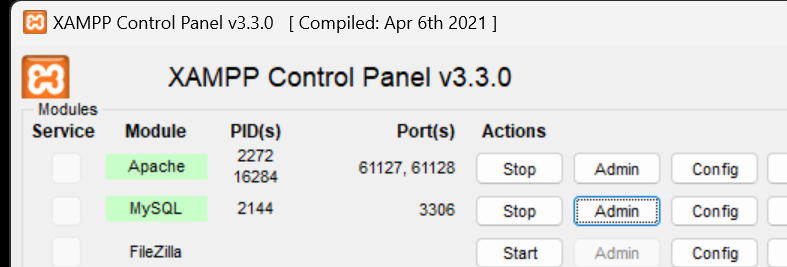 XAMPP Control Panel v3.3.0 [ Compiled: Apr 6th 2021 ]
XAMPP Control Panel v3.3.0
Modules
Service Module PID(s) Port(s) Actions
Apache 2272 16284 61127, 61128 Stop Admin Config
MySQL 2144 3306 Stop Admin Config
FileZilla Start Admin Config